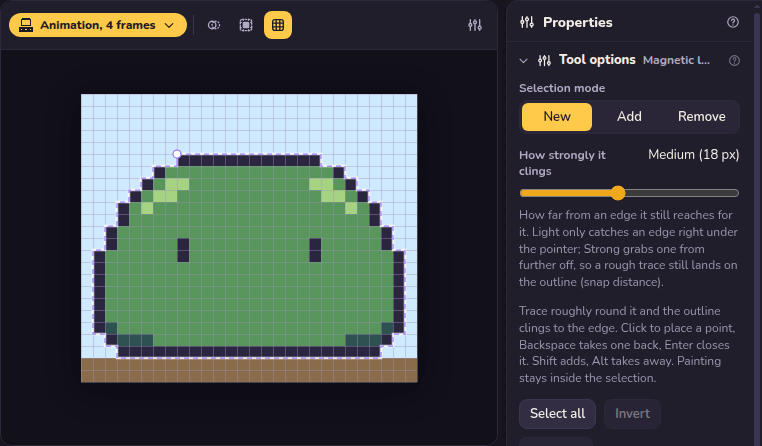 Animation, 4 frames
Properties
Tool options Magnetic L...
Selection mode
New Add Remove
How strongly it clings Medium (18 px)
How far from an edge it still reaches for
it. Light only catches an edge right under
the pointer; Strong grabs one from
further off, so a rough trace still lands on
the outline (snap distance).
Trace roughly round it and the outline
clings to the edge. Click to place a point,
Backspace takes one back, Enter closes
it. Shift adds, Alt takes away. Painting
stays inside the selection.
Select all Invert